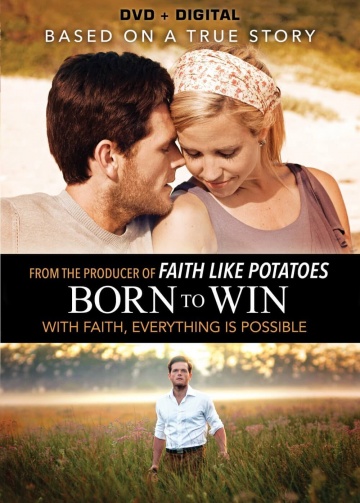 DVD + DIGITAL
BASED ON A TRUE STORY
FROM THE PRODUCER OF FAITH LIKE POTATOES
BORN TO WIN
WITH FAITH, EVERYTHING IS POSSIBLE